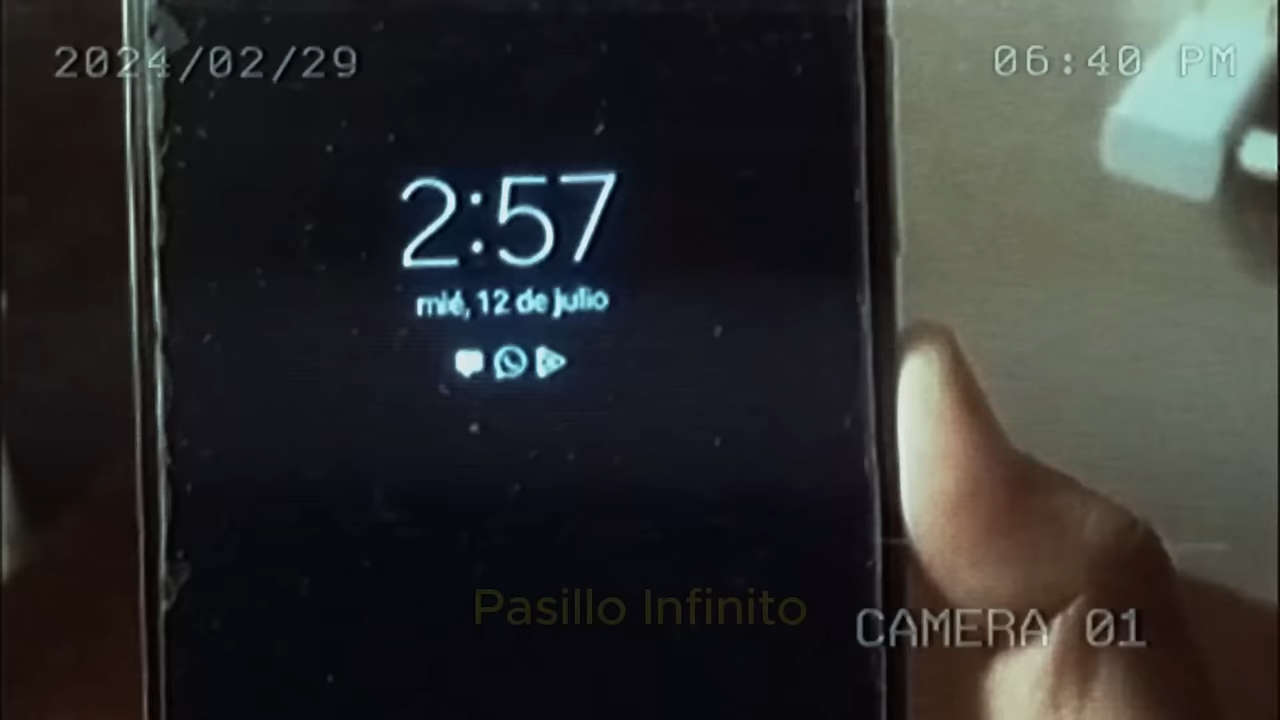 2024/02/29
06:40 PM
2:57
mié, 12 de julio
Pasillo Infinito
CAMERA 01